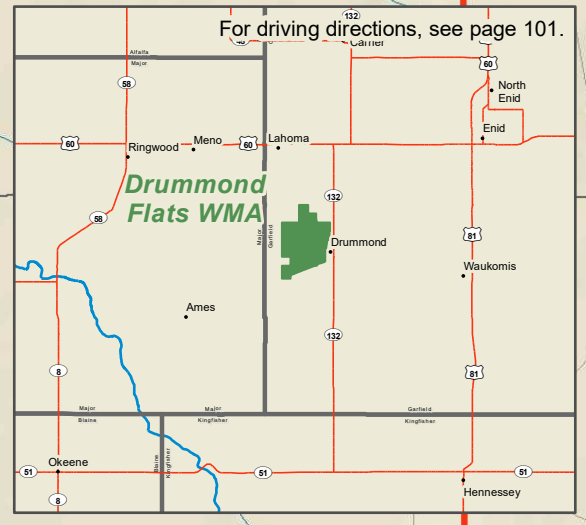 132
For driving directions, see page 101.
Carrier
Alfalfa
Major
60
58
North
Enid
Enid
60
Ringwood
Meno
60
Lahoma
Drummond
Flats WMA
132
58
Major
Garfield
Drummond
81
Waukomis
Ames
132
8
81
Major
Blaine
Major
Kingfisher
Garfield
Kingfisher
Okeene
Blaine
Kingfisher
51
51
51
Hennessey
8